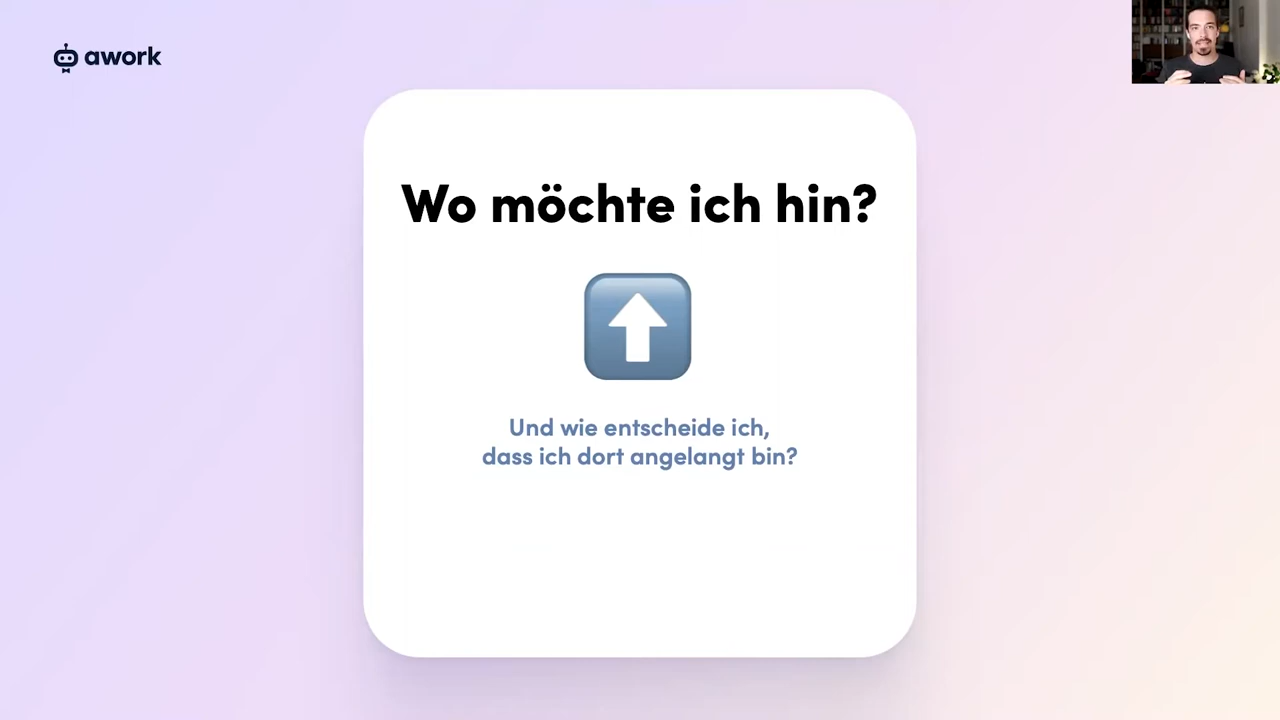 awork
Wo möchte ich hin?
Und wie entscheide ich,
dass ich dort angelangt bin?